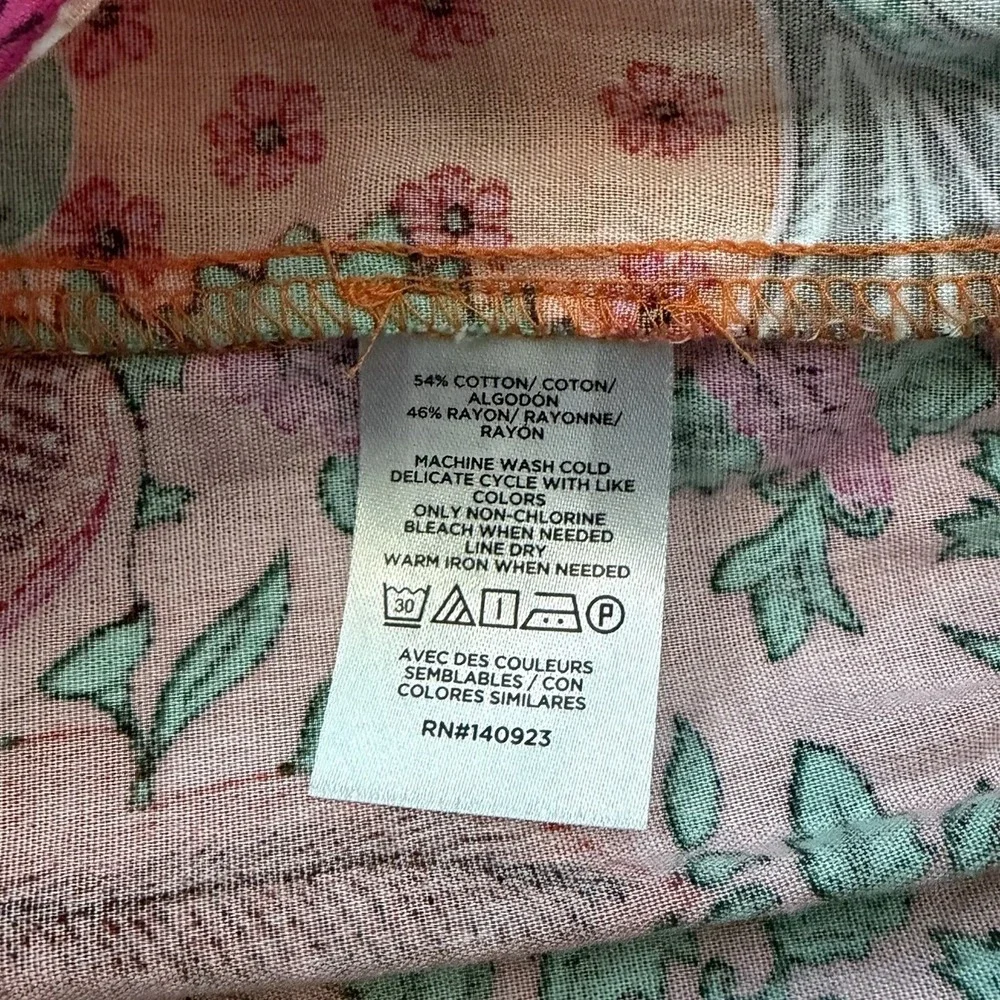 54% COTTON/ COTON/
ALGODÓN
46% RAYON/ RAYONNE/
RAYÓN
MACHINE WASH COLD
DELICATE CYCLE WITH LIKE
COLORS
ONLY NON-CHLORINE
BLEACH WHEN NEEDED
LINE DRY
WARM IRON WHEN NEEDED
30 P
AVEC DES COULEURS
SEMBLABLES / CON
COLORES SIMILARES
RN#140923